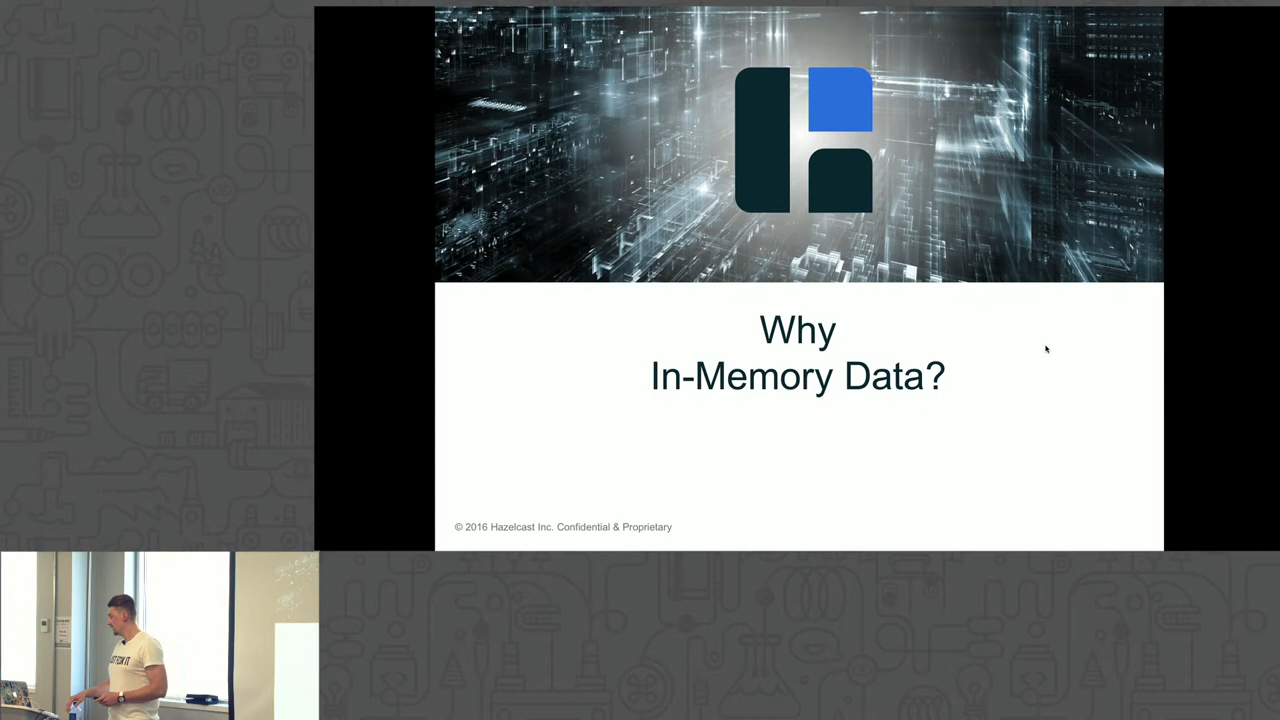 Why
In-Memory Data?
© 2016 Hazelcast Inc. Confidential & Proprietary